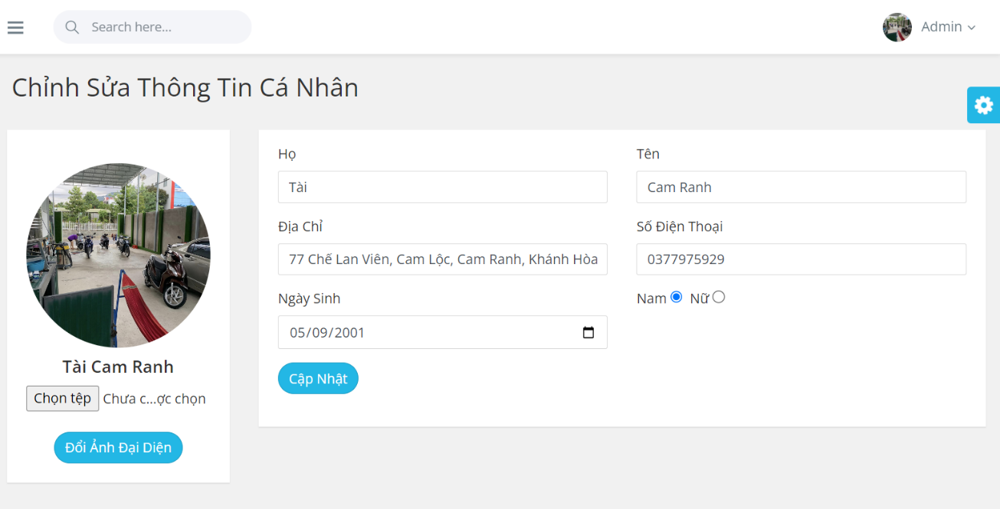 Search here...
Admin
Chỉnh Sửa Thông Tin Cá Nhân
Họ
Tên
Tài
Cam Ranh
Địa Chỉ
Số Điện Thoại
77 Chế Lan Viên, Cam Lộc, Cam Ranh, Khánh Hòa
0377975929
Ngày Sinh
Nam Nữ
05/09/2001
Cập Nhật
Tài Cam Ranh
Chọn tệp Chưa c...ợc chọn
Đổi Ảnh Đại Diện